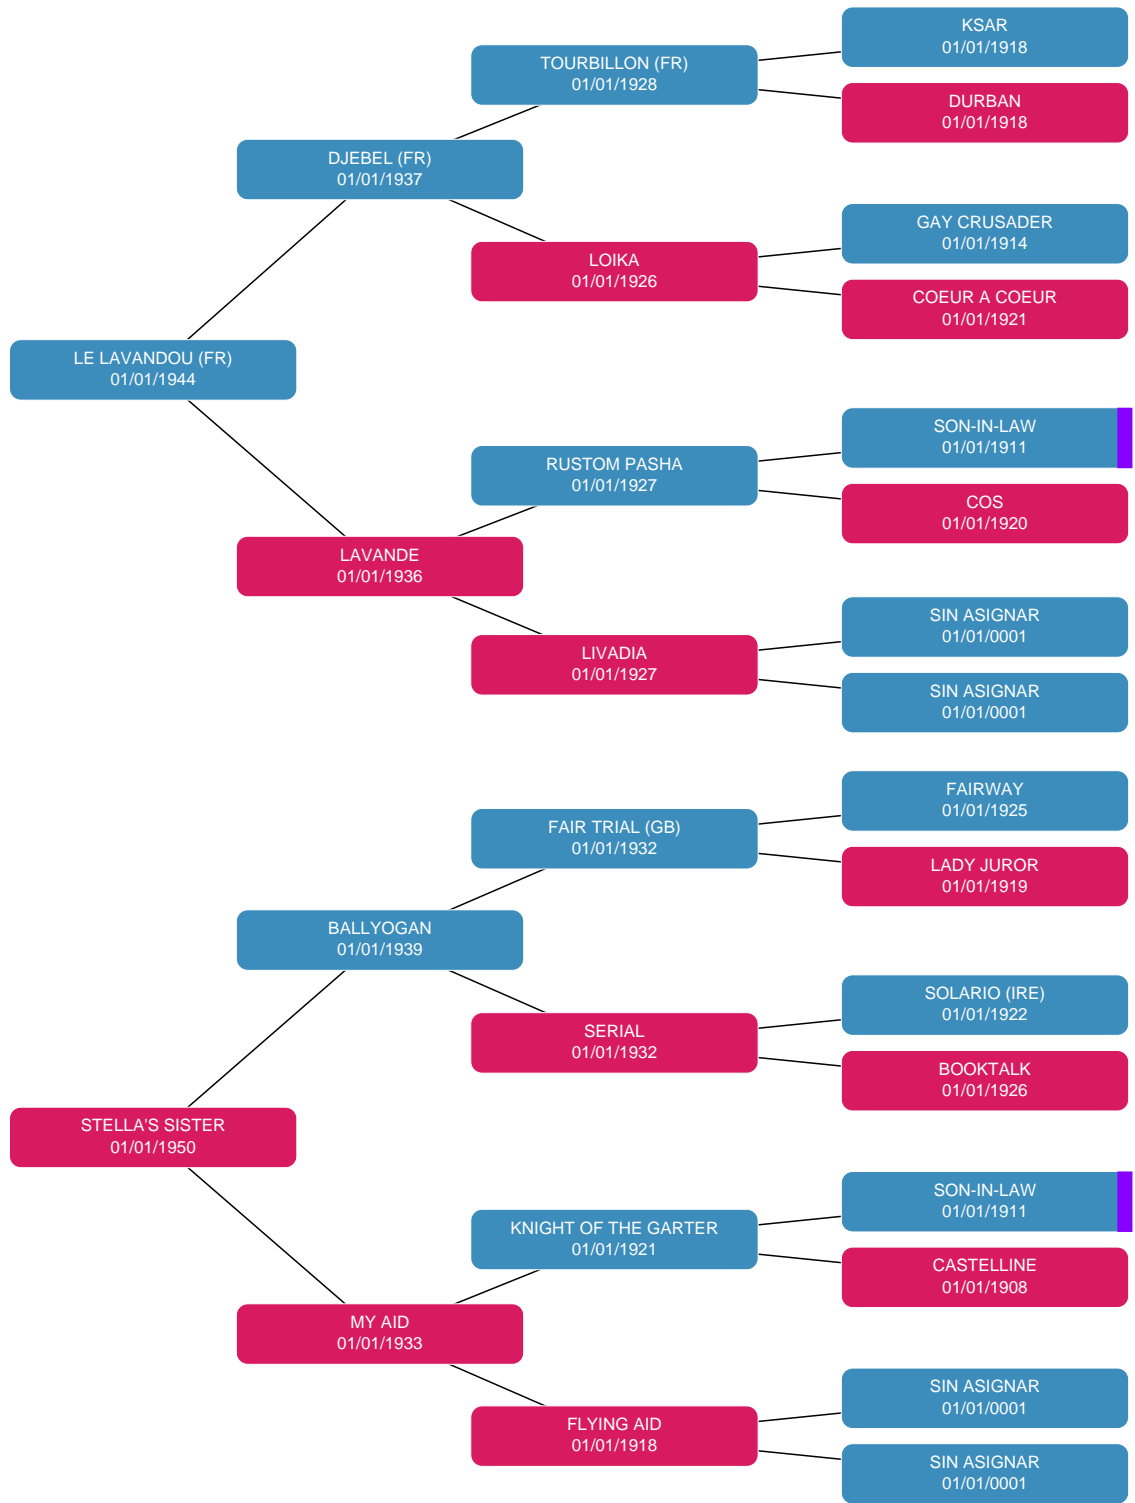 KSAR
01/01/1918
TOURBILLON (FR)
01/01/1928
DURBAN
01/01/1918
DJEBEL (FR)
01/01/1937
GAY CRUSADER
01/01/1914
LOIKA
01/01/1926
COEUR A COEUR
01/01/1921
LE LAVANDOU (FR)
01/01/1944
SON-IN-LAW
01/01/1911
RUSTOM PASHA
01/01/1927
COS
01/01/1920
LAVANDE
01/01/1936
SIN ASIGNAR
01/01/0001
LIVADIA
01/01/1927
SIN ASIGNAR
01/01/0001
FAIRWAY
01/01/1925
FAIR TRIAL (GB)
01/01/1932
LADY JUROR
01/01/1919
BALLYOGAN
01/01/1939
SOLARIO (IRE)
01/01/1922
SERIAL
01/01/1932
BOOKTALK
01/01/1926
STELLA'S SISTER
01/01/1950
SON-IN-LAW
01/01/1911
KNIGHT OF THE GARTER
01/01/1921
CASTELLINE
01/01/1908
MY AID
01/01/1933
SIN ASIGNAR
01/01/0001
FLYING AID
01/01/1918
SIN ASIGNAR
01/01/0001